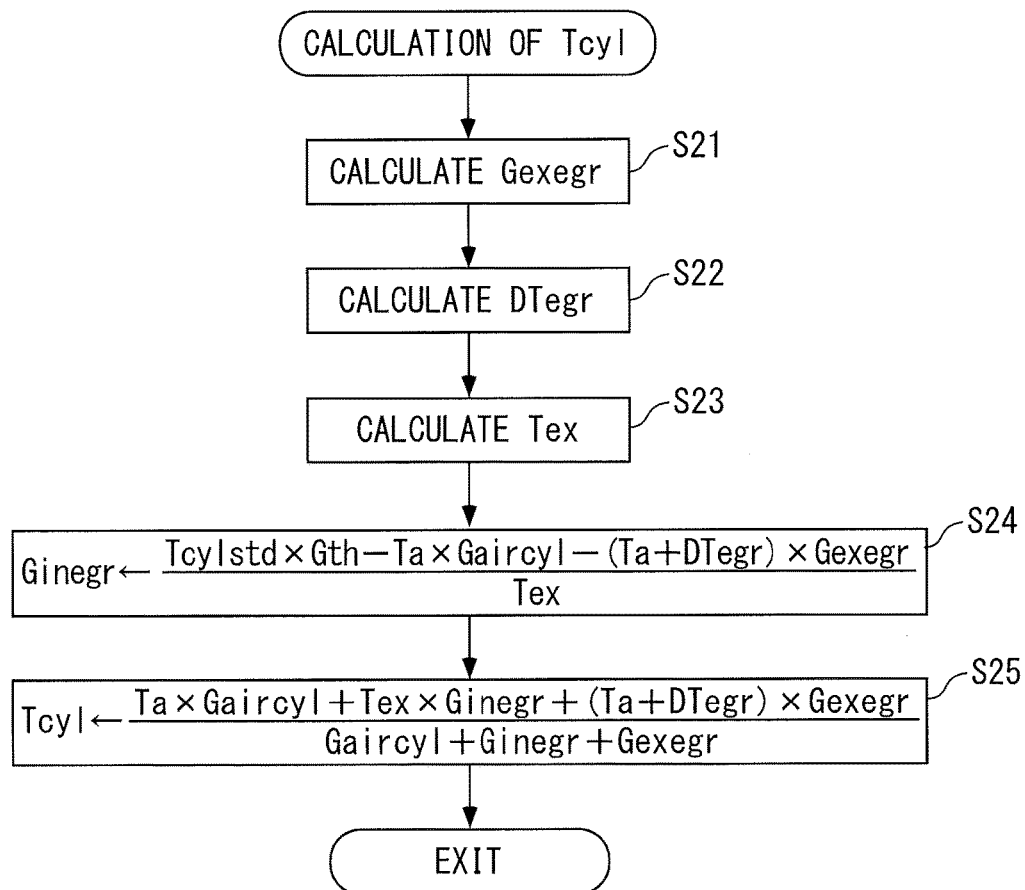 CALCULATION OF Tcyl
CALCULATE Gexegr
S21
CALCULATE DTegr
S22
CALCULATE Tex
S23
S24
Ginegr← Tcylstd×Gth−Ta×Gaircyl−(Ta+DTegr)×Gexegr
Tex
S25
Tcyl← Ta×Gaircyl+Tex×Ginegr+(Ta+DTegr)×Gexegr
Gaircyl+Ginegr+Gexegr
EXIT